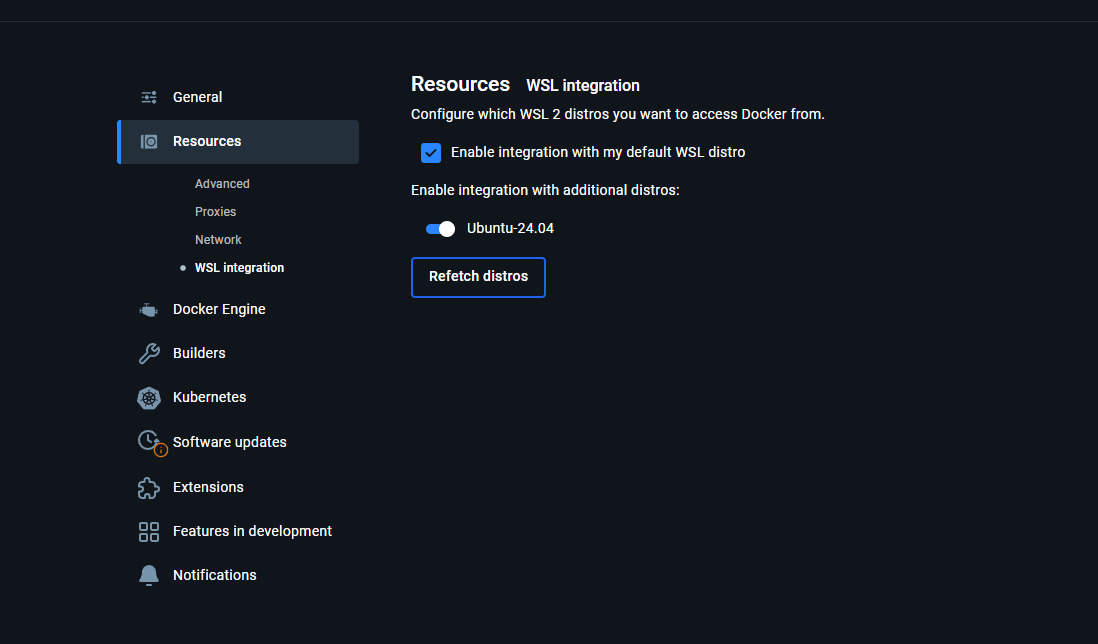 General
Resources
Advanced
Proxies
Network
WSL integration
Docker Engine
Builders
Kubernetes
Software updates
Extensions
Features in development
Notifications
Resources WSL integration
Configure which WSL 2 distros you want to access Docker from.
Enable integration with my default WSL distro
Enable integration with additional distros:
Ubuntu-24.04
Refetch distros